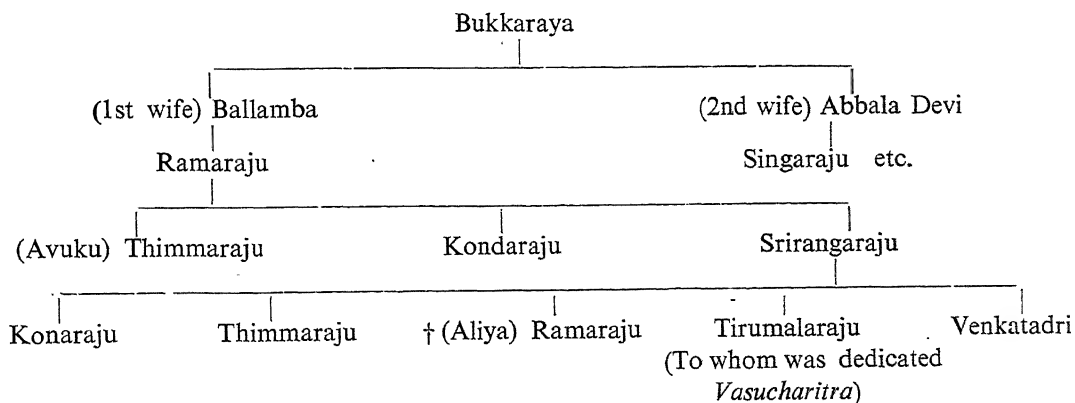 Bukkaraya
(1st wife) Ballamba (2nd wife) Abbala Devi
Ramaraju Singaraju etc.
(Avuku) Thimmaraju Kondaraju Srirangaraju
Konaraju Thimmaraju † (Aliya) Ramaraju Tirumalaraju Venkatadri
(To whom was dedicated
Vasucharitra)